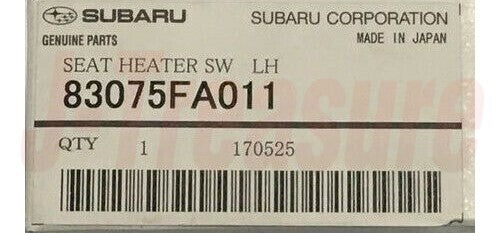 SUBARU SUBARU CORPORATION
GENUINE PARTS MADE IN JAPAN
SEAT HEATER SW LH
83075FA011
QTY 1 170525